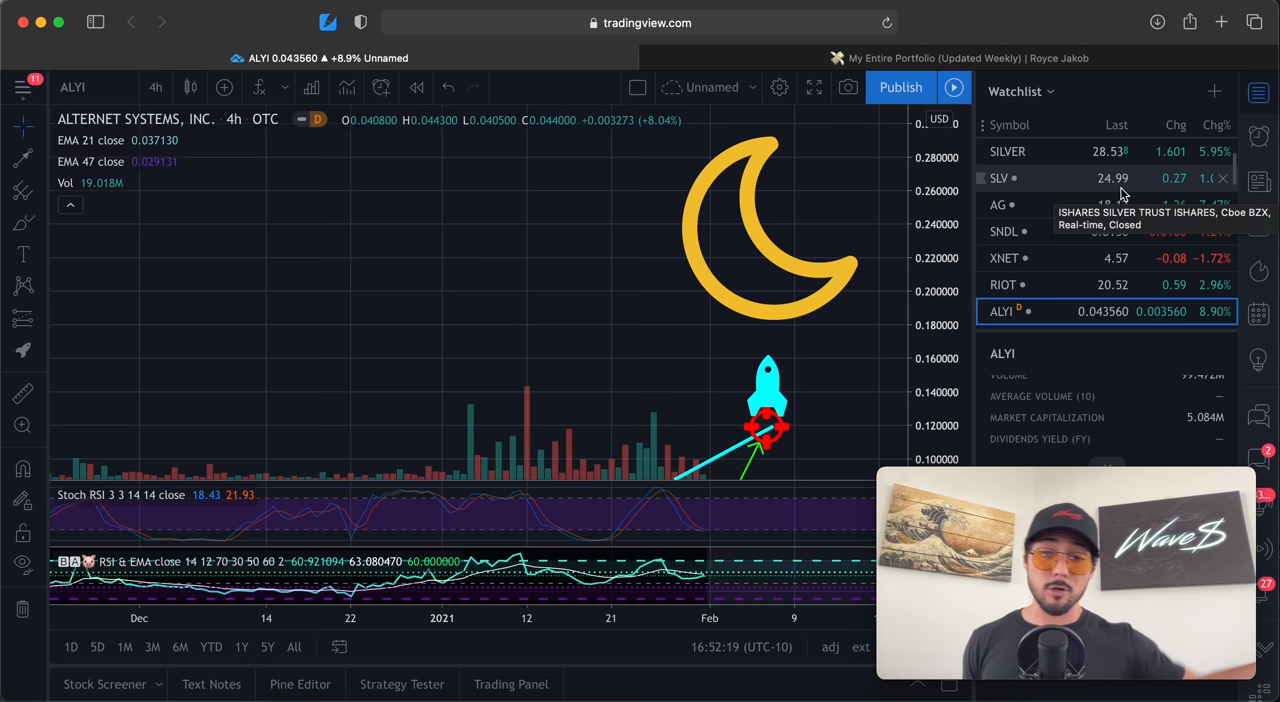 tradingview.com
ALYI 0.043560 ▲ +8.9% Unnamed
My Entire Portfolio (Updated Weekly) | Royce Jakob
11
ALYI
4h
Unnamed
Publish
Watchlist
ALTERNET SYSTEMS, INC. 4h · OTC
D
O0.040800 H0.044300 L0.040500 C0.044000 +0.003273 (+8.04%)
USD
EMA 21 close 0.037130
EMA 47 close 0.029131
Vol 19.018M
0.280000
0.260000
0.240000
0.220000
0.200000
0.180000
0.160000
0.140000
0.120000
0.100000
Symbol Last Chg Chg%
SILVER 28.538 1.601 5.95%
SLV 24.99 0.27
AG
ISHARES SILVER TRUST ISHARES, Cboe BZX,
Real-time, Closed
SNDL
XNET 4.57 −0.08 −1.72%
RIOT 20.52 0.59 2.96%
ALYI D 0.043560 0.003560 8.90%
ALYI
VOLUME
AVERAGE VOLUME (10) —
MARKET CAPITALIZATION 5.084M
DIVIDENDS YIELD (FY) —
Stoch RSI 3 3 14 14 close 18.43 21.93
BA RSI & EMA close 14 12 70 30 50 60 2 60.921094 63.080470 60.000000
Dec 14 22 2021 12 21 Feb 9
1D 5D 1M 3M 6M YTD 1Y 5Y All
16:52:19 (UTC-10)
adj ext
Stock Screener Text Notes Pine Editor Strategy Tester Trading Panel
Wave$
2
27